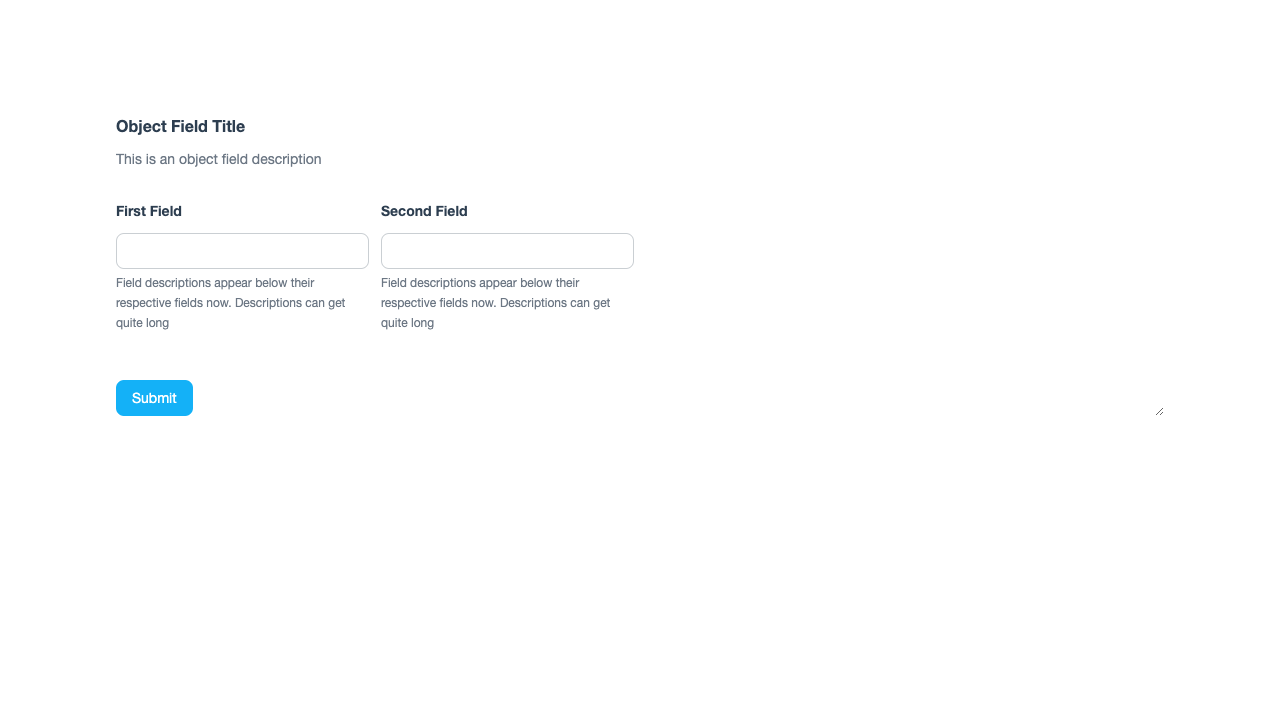 Object Field Title
This is an object field description
First Field
Second Field
Field descriptions appear below their
respective fields now. Descriptions can get
quite long
Field descriptions appear below their
respective fields now. Descriptions can get
quite long
Submit